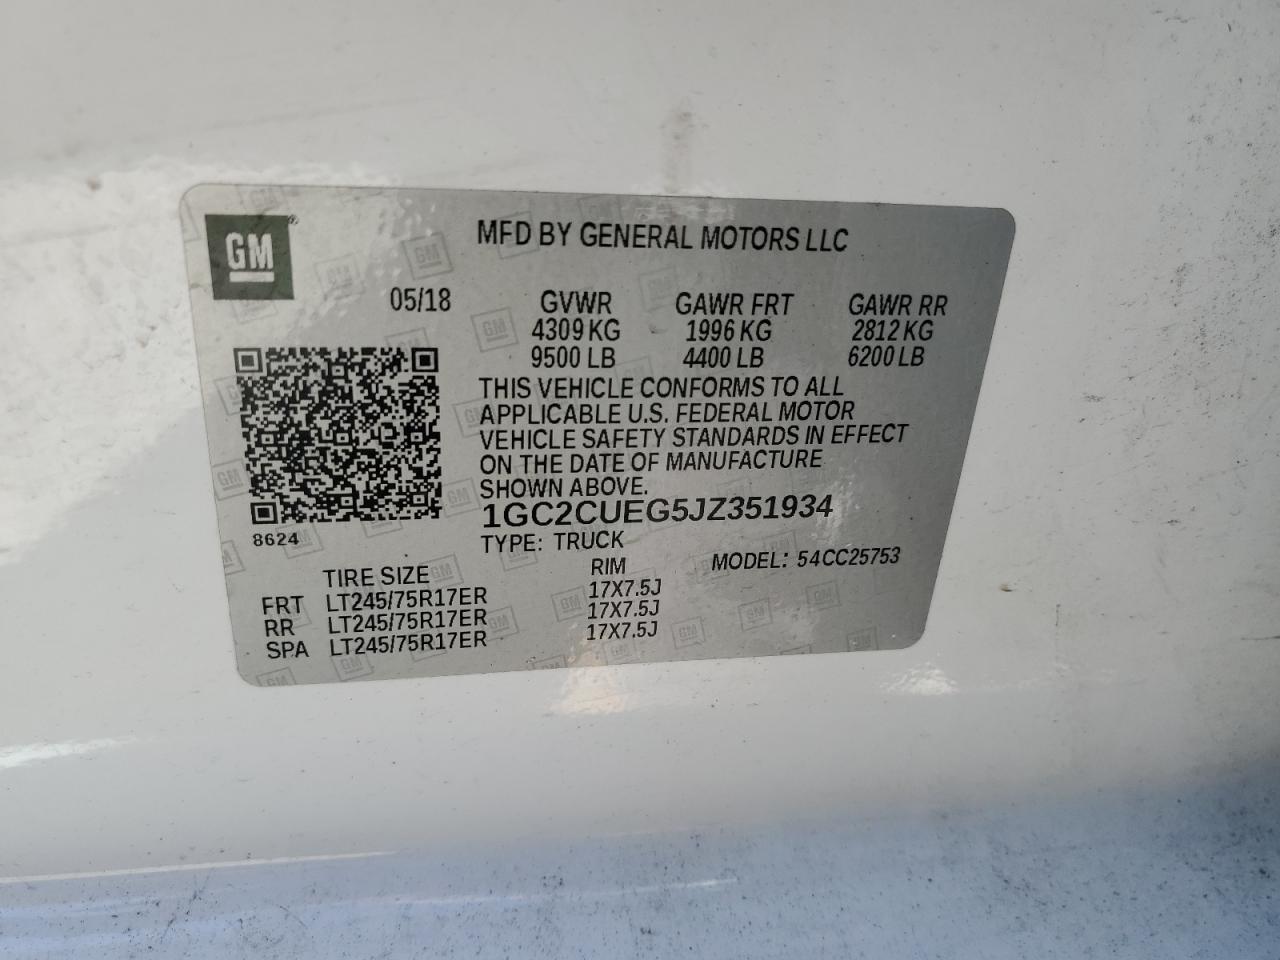 GM®
MFD BY GENERAL MOTORS LLC
05/18 GVWR GAWR FRT GAWR RR
4309 KG 1996 KG 2812 KG
9500 LB 4400 LB 6200 LB
THIS VEHICLE CONFORMS TO ALL
APPLICABLE U.S. FEDERAL MOTOR
VEHICLE SAFETY STANDARDS IN EFFECT
ON THE DATE OF MANUFACTURE
SHOWN ABOVE.
1GC2CUEG5JZ351934
8624
TYPE: TRUCK
MODEL: 54CC25753
TIRE SIZE RIM
FRT LT245/75R17ER 17X7.5J
RR LT245/75R17ER 17X7.5J
SPA LT245/75R17ER 17X7.5J